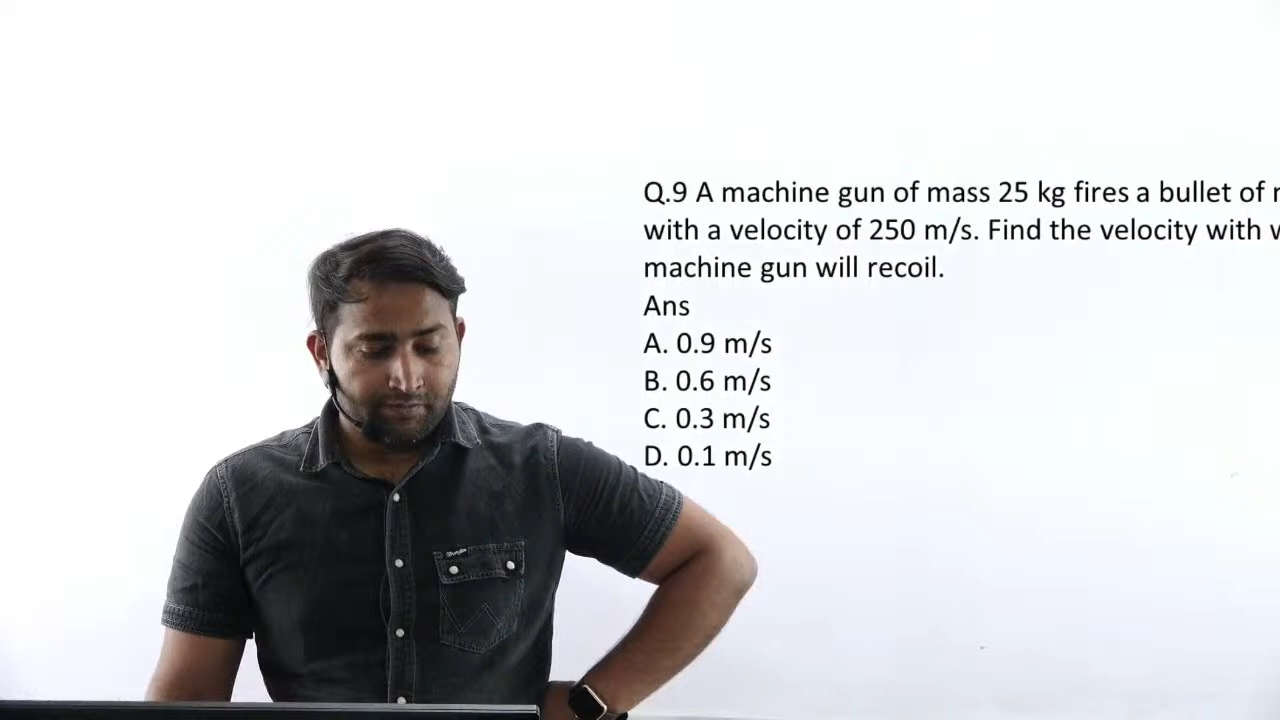 Q.9 A machine gun of mass 25 kg fires a bullet of
with a velocity of 250 m/s. Find the velocity with
machine gun will recoil.
Ans
A. 0.9 m/s
B. 0.6 m/s
C. 0.3 m/s
D. 0.1 m/s